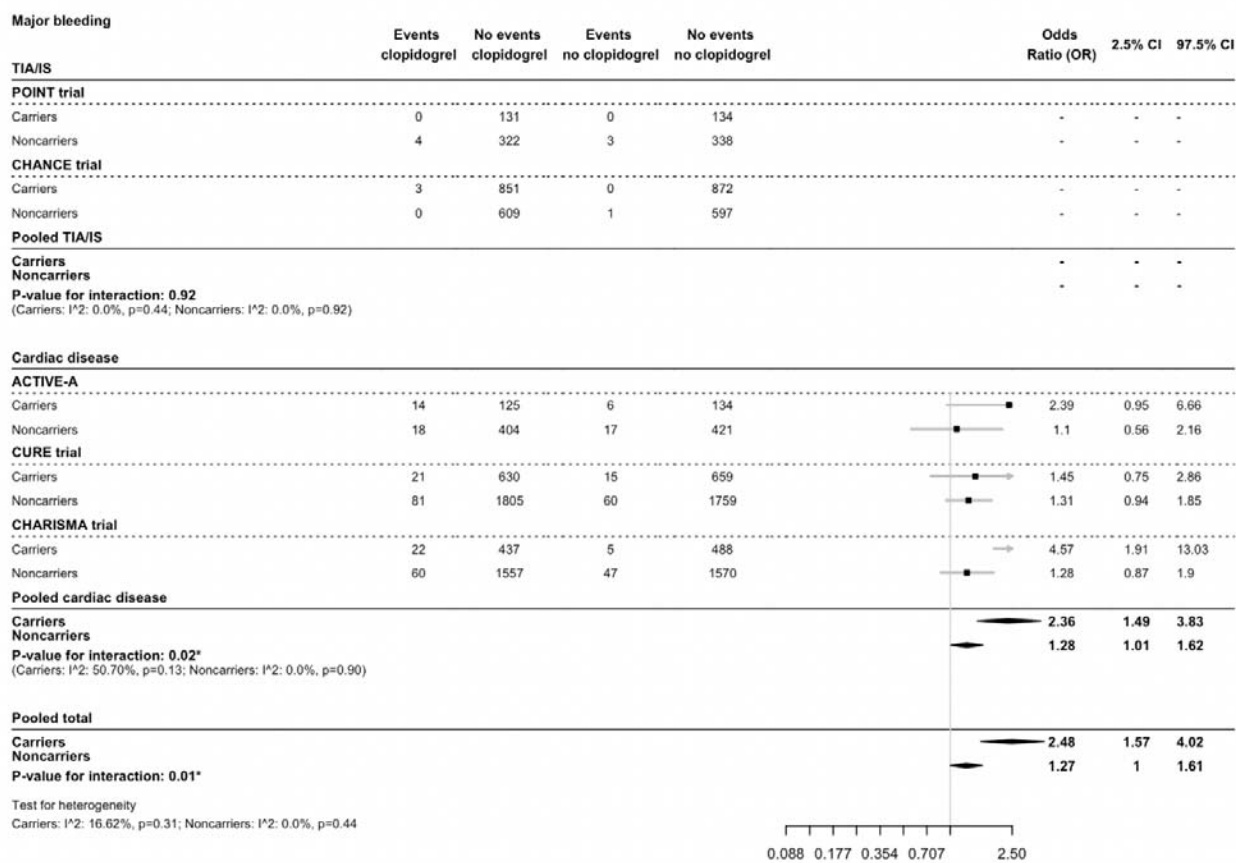 Major bleeding
Events clopidogrel No events clopidogrel Events no clopidogrel No events no clopidogrel Odds Ratio (OR) 2.5% CI 97.5% CI
TIA/IS
POINT trial
Carriers 0 131 0 134 - - -
Noncarriers 4 322 3 338 - - -
CHANCE trial
Carriers 3 851 0 872 - - -
Noncarriers 0 609 1 597 - - -
Pooled TIA/IS
Carriers - - -
Noncarriers - - -
P-value for interaction: 0.92
(Carriers: I^2: 0.0%, p=0.44; Noncarriers: I^2: 0.0%, p=0.92)
Cardiac disease
ACTIVE-A
Carriers 14 125 6 134 2.39 0.95 6.66
Noncarriers 18 404 17 421 1.1 0.56 2.16
CURE trial
Carriers 21 630 15 659 1.45 0.75 2.86
Noncarriers 81 1805 60 1759 1.31 0.94 1.85
CHARISMA trial
Carriers 22 437 5 488 4.57 1.91 13.03
Noncarriers 60 1557 47 1570 1.28 0.87 1.9
Pooled cardiac disease
Carriers 2.36 1.49 3.83
Noncarriers 1.28 1.01 1.62
P-value for interaction: 0.02*
(Carriers: I^2: 50.70%, p=0.13; Noncarriers: I^2: 0.0%, p=0.90)
Pooled total
Carriers 2.48 1.57 4.02
Noncarriers 1.27 1 1.61
P-value for interaction: 0.01*
Test for heterogeneity
Carriers: I^2: 16.62%, p=0.31; Noncarriers: I^2: 0.0%, p=0.44
0.088 0.177 0.354 0.707 2.50